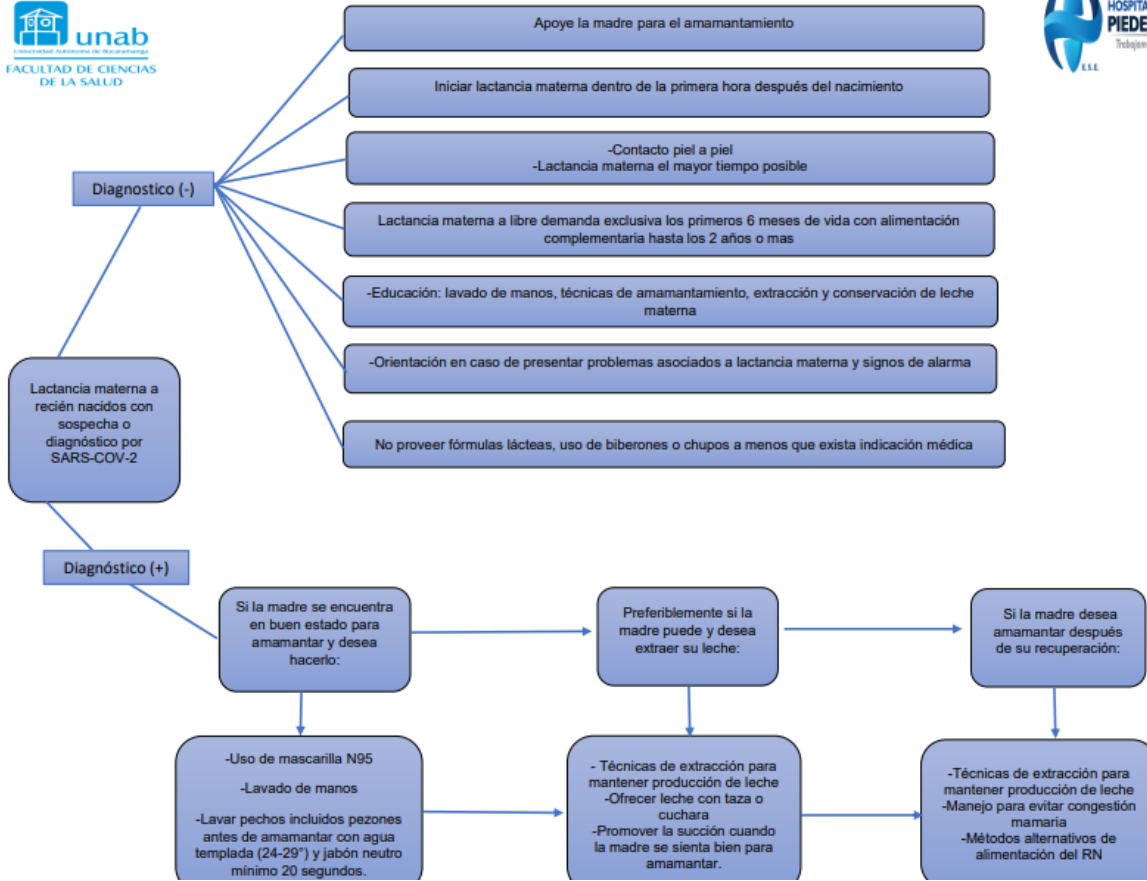 unab
Universidad Autónoma de Bucaramanga
FACULTAD DE CIENCIAS
DE LA SALUD
PIEDE
Trabajam
E.S.E.
Apoye la madre para el amamantamiento
Iniciar lactancia materna dentro de la primera hora después del nacimiento
-Contacto piel a piel
-Lactancia materna el mayor tiempo posible
Diagnostico (-)
Lactancia materna a libre demanda exclusiva los primeros 6 meses de vida con alimentación
complementaria hasta los 2 años o mas
-Educación: lavado de manos, técnicas de amamantamiento, extracción y conservación de leche
materna
-Orientación en caso de presentar problemas asociados a lactancia materna y signos de alarma
No proveer fórmulas lácteas, uso de biberones o chupos a menos que exista indicación médica
Lactancia materna a
recién nacidos con
sospecha o
diagnóstico por
SARS-COV-2
Diagnóstico (+)
Si la madre se encuentra
en buen estado para
amamantar y desea
hacerlo:
Preferiblemente si la
madre puede y desea
extraer su leche:
Si la madre desea
amamantar después
de su recuperación:
-Uso de mascarilla N95
-Lavado de manos
-Lavar pechos incluidos pezones
antes de amamantar con agua
templada (24-29°) y jabón neutro
mínimo 20 segundos.
- Técnicas de extracción para
mantener producción de leche
-Ofrecer leche con taza o
cuchara
-Promover la succión cuando
la madre se sienta bien para
amamantar.
-Técnicas de extracción para
mantener producción de leche
-Manejo para evitar congestión
mamaria
-Métodos alternativos de
alimentación del RN